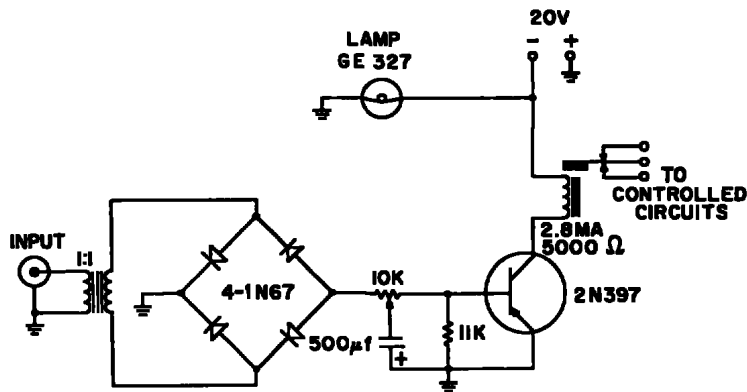 20V
- +
LAMP
GE 327
TO
CONTROLLED
CIRCUITS
2.8MA
5000 Ω
INPUT
1:1
4-1N67
10K
2N397
500μf
+
11K